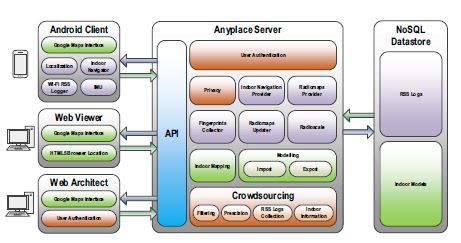 Android Client
Google Maps Interface
Localization
Indoor
Navigator
Wi-Fi RSS
Logger
IMU
Web Viewer
Google Maps Interface
HTML5 Browser Location
Web Architect
Google Maps Interface
User Authentication
Anyplace Server
API
User Authentication
Privacy
Indoor Navigation
Provider
Radiomaps
Provider
Fingerprints
Collector
Radiomaps
Updater
Radioscale
Indoor Mapping
Modelling
Import
Export
Crowdsourcing
Filtering
Precision
RSS Logs
Collection
Indoor
Information
NoSQL
Datastore
RSS Logs
Indoor Models